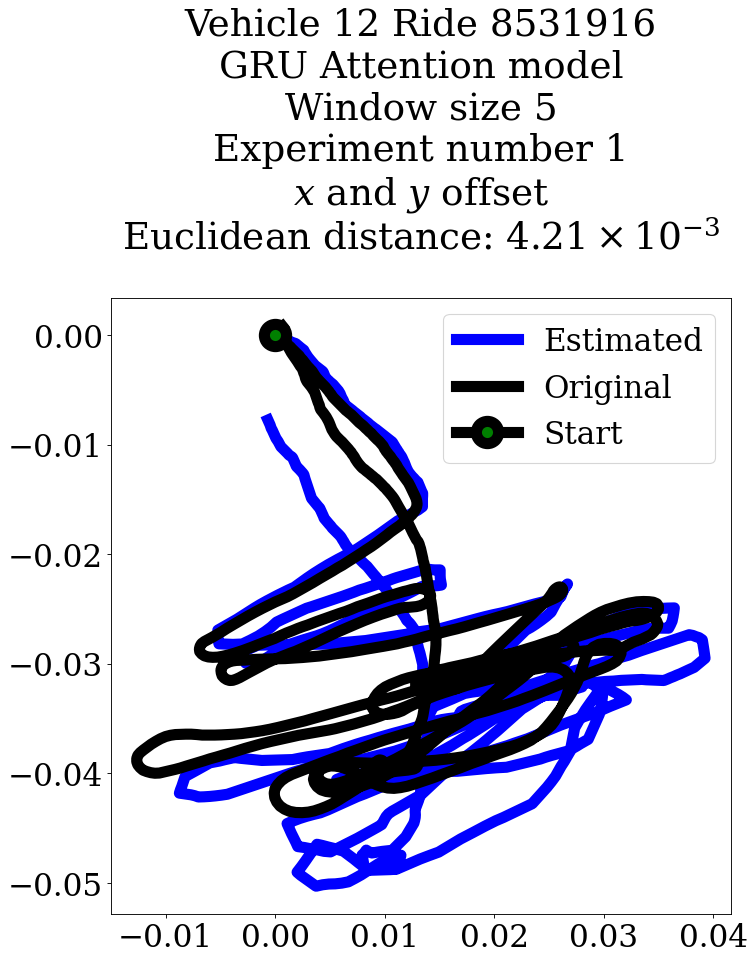 Vehicle 12 Ride 8531916
GRU Attention model
Window size 5
Experiment number 1
x and y offset
Euclidean distance: 4.21 × 10⁻³
Estimated
Original
Start
0.00
−0.01
−0.02
−0.03
−0.04
−0.05
−0.01 0.00 0.01 0.02 0.03 0.04